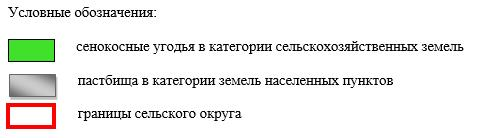 Условные обозначения:
сенокосные угодья в категории сельскохозяйственных земель
пастбища в категории земель населенных пунктов
границы сельского округа